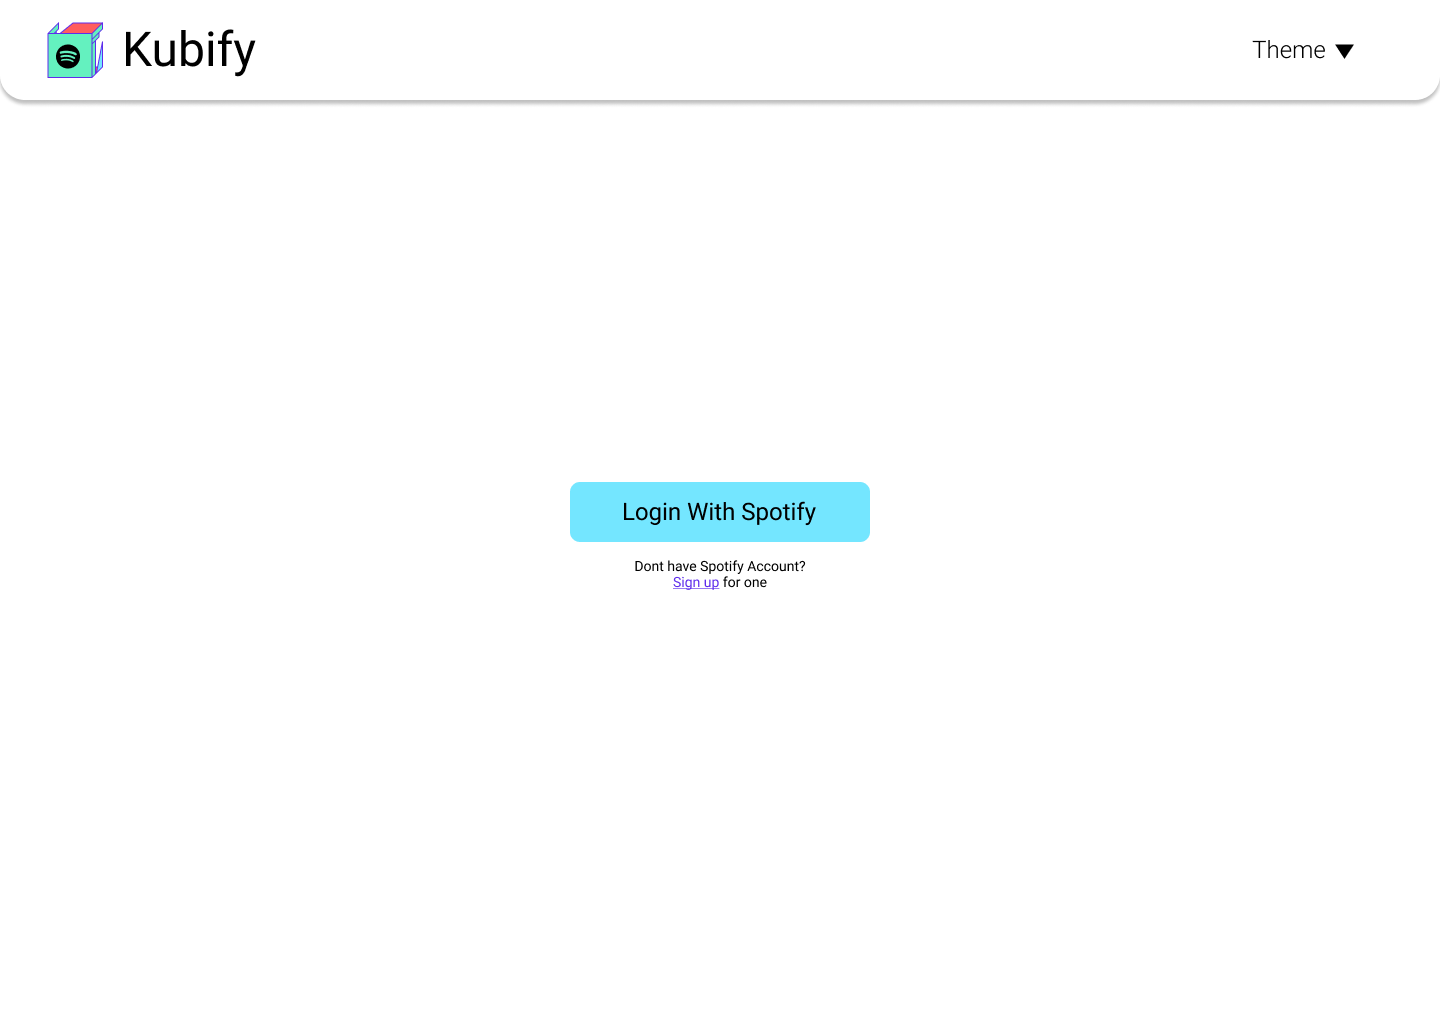 Kubify
Theme
Login With Spotify
Dont have Spotify Account?
Sign up for one